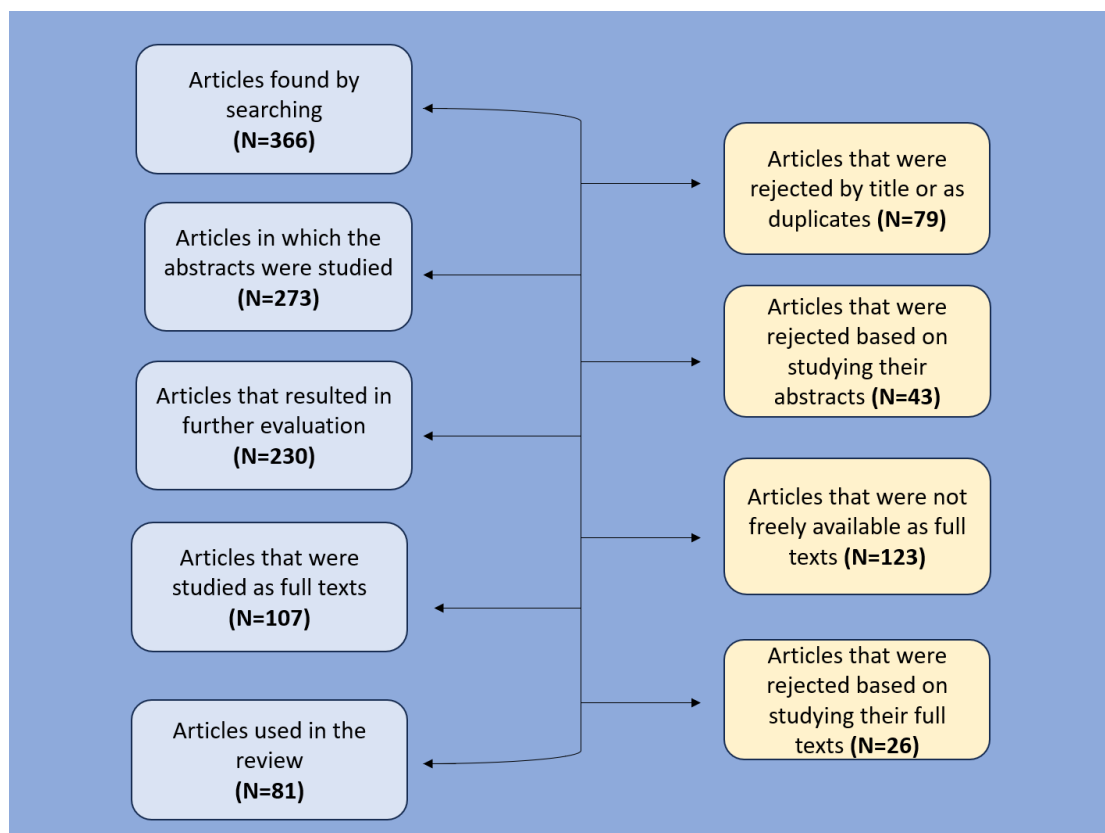 Articles found by
searching
(N=366)
Articles that were
rejected by title or as
duplicates (N=79)
Articles in which the
abstracts were studied
(N=273)
Articles that were
rejected based on
studying their
abstracts (N=43)
Articles that resulted in
further evaluation
(N=230)
Articles that were not
freely available as full
texts (N=123)
Articles that were
studied as full texts
(N=107)
Articles that were
rejected based on
studying their full
texts (N=26)
Articles used in the
review
(N=81)